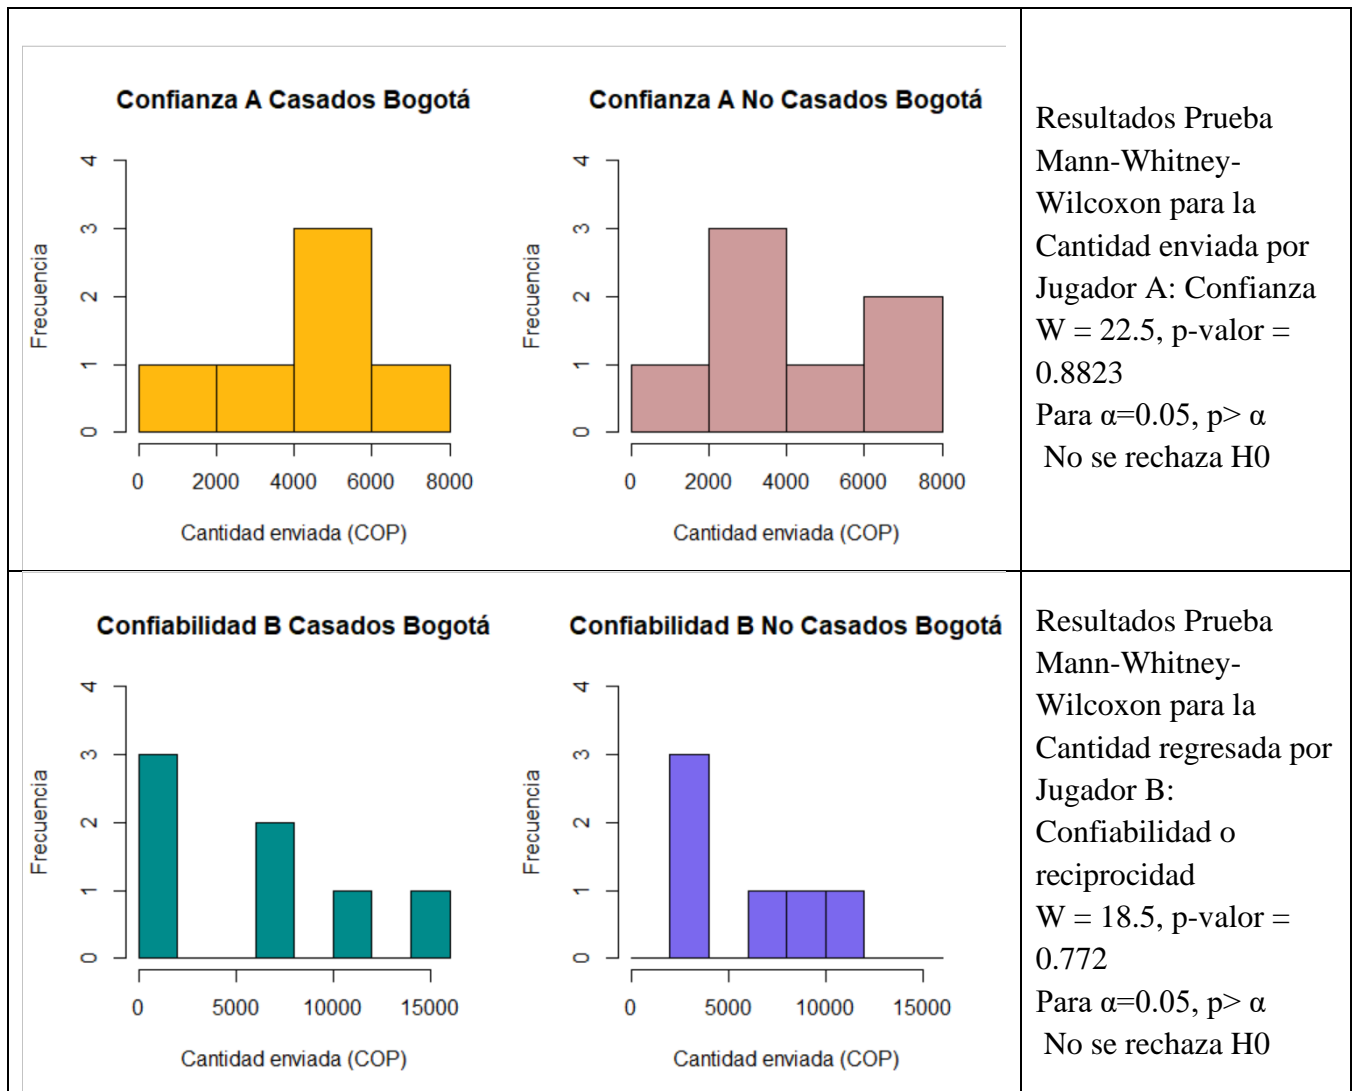 Confianza A Casados Bogotá
Frecuencia
4
3
2
1
0
0 2000 4000 6000 8000
Cantidad enviada (COP)
Confianza A No Casados Bogotá
Frecuencia
4
3
2
1
0
0 2000 4000 6000 8000
Cantidad enviada (COP)
Resultados Prueba
Mann-Whitney-
Wilcoxon para la
Cantidad enviada por
Jugador A: Confianza
W = 22.5, p-valor =
0.8823
Para α=0.05, p> α
No se rechaza H0
Confiabilidad B Casados Bogotá
Frecuencia
4
3
2
1
0
0 5000 10000 15000
Cantidad enviada (COP)
Confiabilidad B No Casados Bogotá
Frecuencia
4
3
2
1
0
0 5000 10000 15000
Cantidad enviada (COP)
Resultados Prueba
Mann-Whitney-
Wilcoxon para la
Cantidad regresada por
Jugador B:
Confiabilidad o
reciprocidad
W = 18.5, p-valor =
0.772
Para α=0.05, p> α
No se rechaza H0